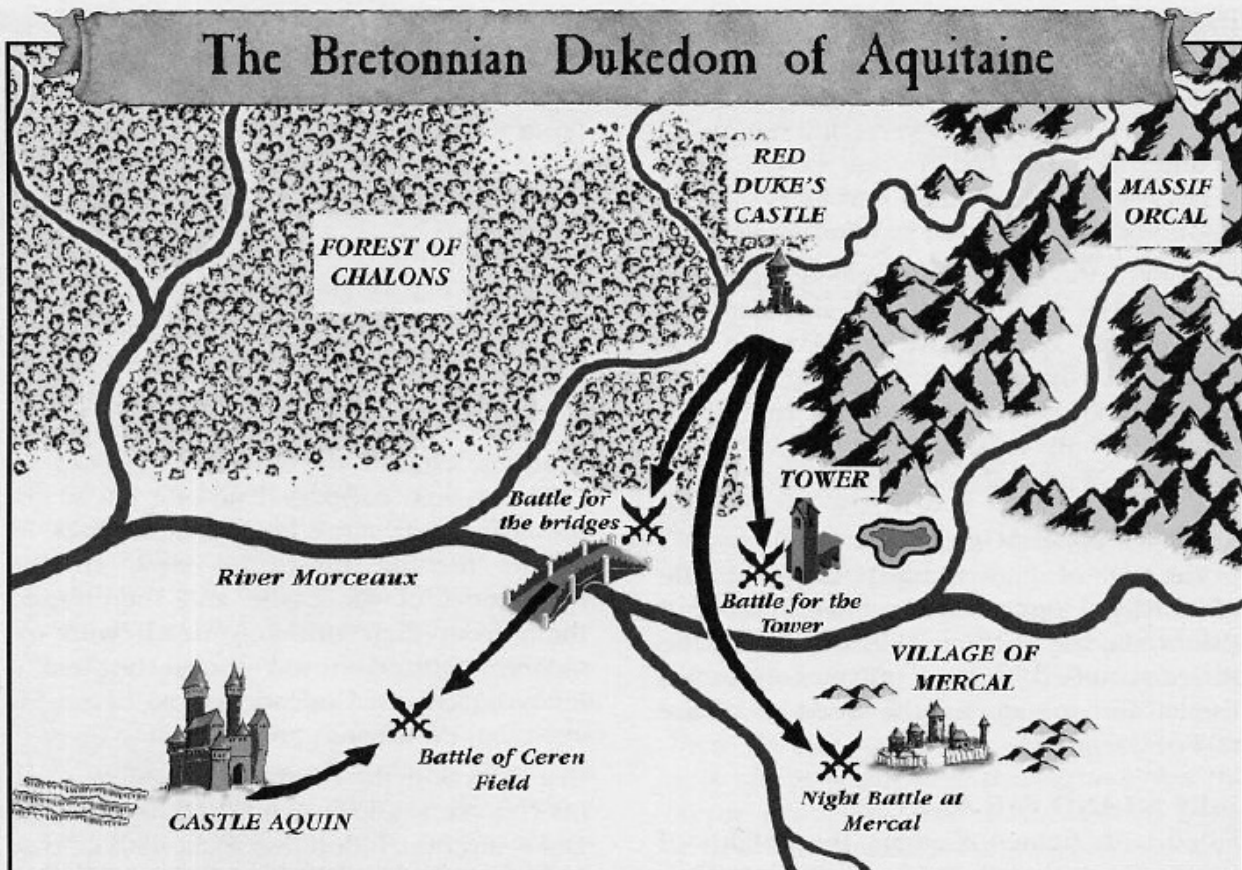 The Bretonnian Dukedom of Aquitaine
RED
DUKE'S
CASTLE
MASSIF
ORCAL
FOREST OF
CHALONS
TOWER
Battle for
the bridges
River Morceaux
Battle for the
Tower
VILLAGE OF
MERCAL
Battle of Ceren
Field
Night Battle at
Mercal
CASTLE AQUIN